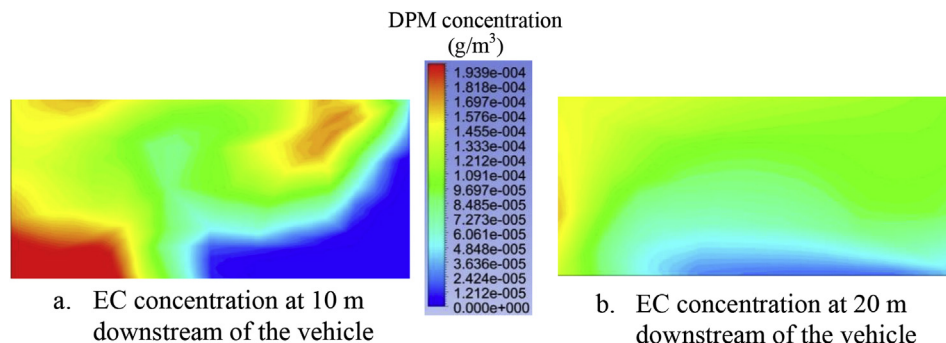 DPM concentration
(g/m³)
1.939e-004
1.818e-004
1.697e-004
1.576e-004
1.455e-004
1.333e-004
1.212e-004
1.091e-004
9.697e-005
8.485e-005
7.273e-005
6.061e-005
4.848e-005
3.636e-005
2.424e-005
1.212e-005
0.000e+000
a. EC concentration at 10 m
downstream of the vehicle
b. EC concentration at 20 m
downstream of the vehicle